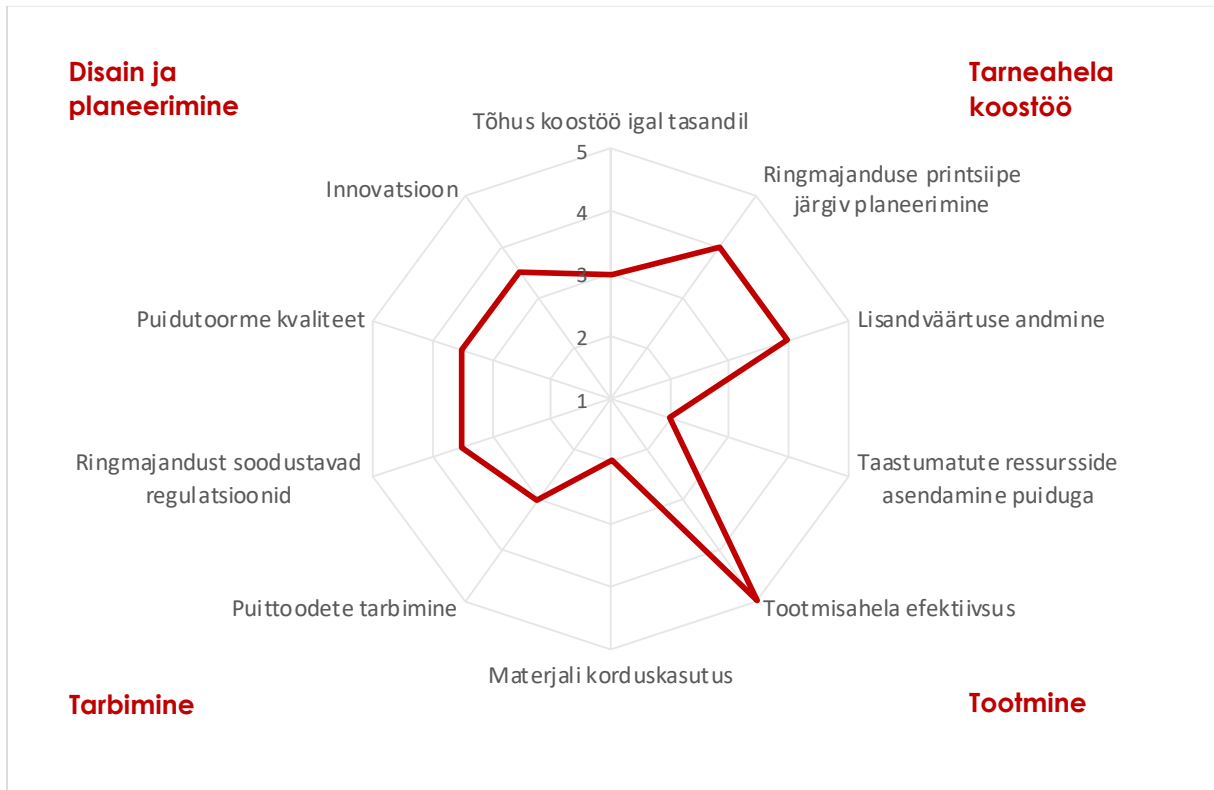 Disain ja
planeerimine
Tarneahela
koostöö
Tõhus koostöö igal tasandil
Ringmajanduse printsiipe
järgiv planeerimine
Lisandväärtuse andmine
Taastumatute ressursside
asendamine puiduga
Tootmisahela efektiivsus
Materjali korduskasutus
Puittoodete tarbimine
Ringmajandust soodustavad
regulatsioonid
Puidutoorme kvaliteet
Innovatsioon
5
4
3
2
1
Tarbimine
Tootmine